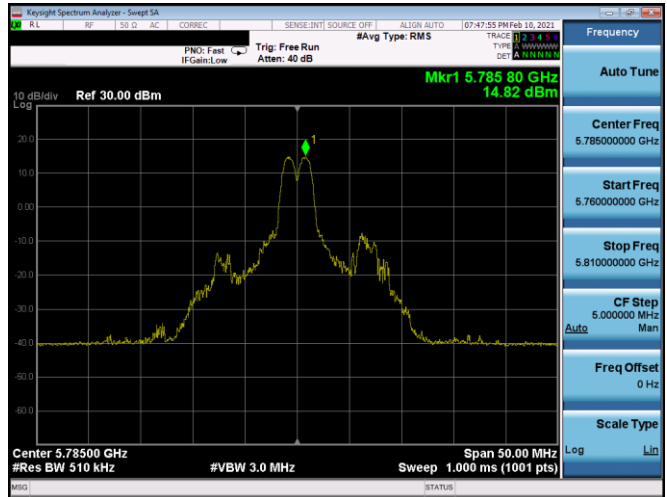 Keysight Spectrum Analyzer - Swept SA
RL RF 50 Ω AC CORREC SENSE:INT SOURCE OFF ALIGN AUTO 07:47:55 PM Feb 10, 2021
#Avg Type: RMS TRACE 1 2 3 4 5 6
PNO: Fast Trig: Free Run TYPE A WWWWW
IFGain:Low Atten: 40 dB DET A N N N N N
Mkr1 5.785 80 GHz
14.82 dBm
10 dB/div Ref 30.00 dBm
Log
1
20.0
10.0
0.00
-10.0
-20.0
-30.0
-40.0
-50.0
-60.0
Center 5.78500 GHz Span 50.00 MHz
#Res BW 510 kHz #VBW 3.0 MHz Sweep 1.000 ms (1001 pts)
MSG STATUS
Frequency
Auto Tune
Center Freq
5.785000000 GHz
Start Freq
5.760000000 GHz
Stop Freq
5.810000000 GHz
CF Step
5.000000 MHz
Auto Man
Freq Offset
0 Hz
Scale Type
Log Lin